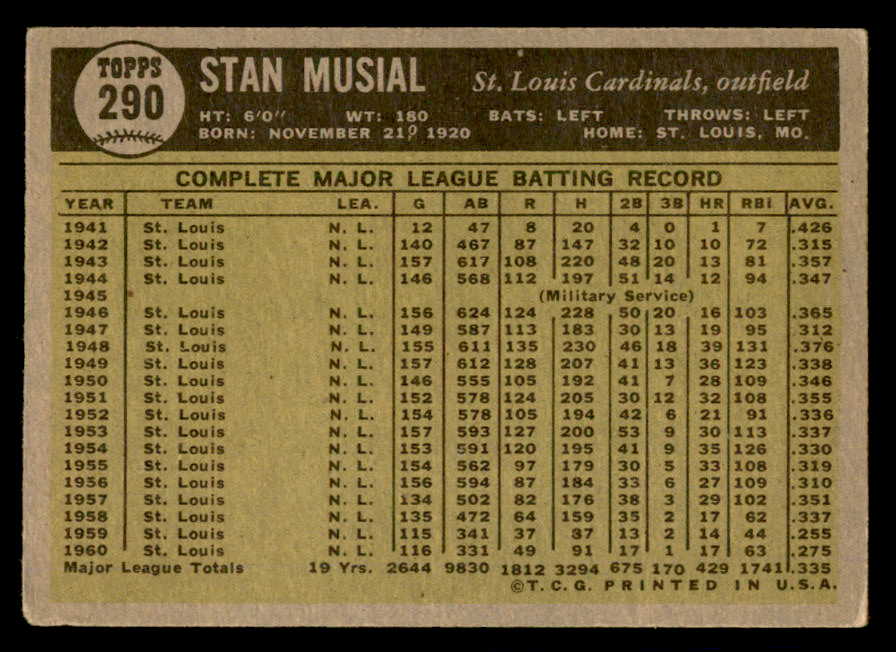 TOPPS
290
STAN MUSIAL St. Louis Cardinals, outfield
HT: 6'0" WT: 180 BATS: LEFT THROWS: LEFT
BORN: NOVEMBER 21, 1920 HOME: ST. LOUIS, MO.
COMPLETE MAJOR LEAGUE BATTING RECORD
YEAR TEAM LEA. G AB R H 2B 3B HR RBI AVG.
1941 St. Louis N. L. 12 47 8 20 4 0 1 7 .426
1942 St. Louis N. L. 140 467 87 147 32 10 10 72 .315
1943 St. Louis N. L. 157 617 108 220 48 20 13 81 .357
1944 St. Louis N. L. 146 568 112 197 51 14 12 94 .347
1945 (Military Service)
1946 St. Louis N. L. 156 624 124 228 50 20 16 103 .365
1947 St. Louis N. L. 149 587 113 183 30 13 19 95 .312
1948 St. Louis N. L. 155 611 135 230 46 18 39 131 .376
1949 St. Louis N. L. 157 612 128 207 41 13 36 123 .338
1950 St. Louis N. L. 146 555 105 192 41 7 28 109 .346
1951 St. Louis N. L. 152 578 124 205 30 12 32 108 .355
1952 St. Louis N. L. 154 578 105 194 42 6 21 91 .336
1953 St. Louis N. L. 157 593 127 200 53 9 30 113 .337
1954 St. Louis N. L. 153 591 120 195 41 9 35 126 .330
1955 St. Louis N. L. 154 562 97 179 30 5 33 108 .319
1956 St. Louis N. L. 156 594 87 184 33 6 27 109 .310
1957 St. Louis N. L. 134 502 82 176 38 3 29 102 .351
1958 St. Louis N. L. 135 472 64 159 35 2 17 62 .337
1959 St. Louis N. L. 115 341 37 37 13 2 14 44 .255
1960 St. Louis N. L. 116 331 49 91 17 1 17 63 .275
Major League Totals 19 Yrs. 2644 9830 1812 3294 675 170 429 1741 .335
©T.C.G. PRINTED IN U.S.A.